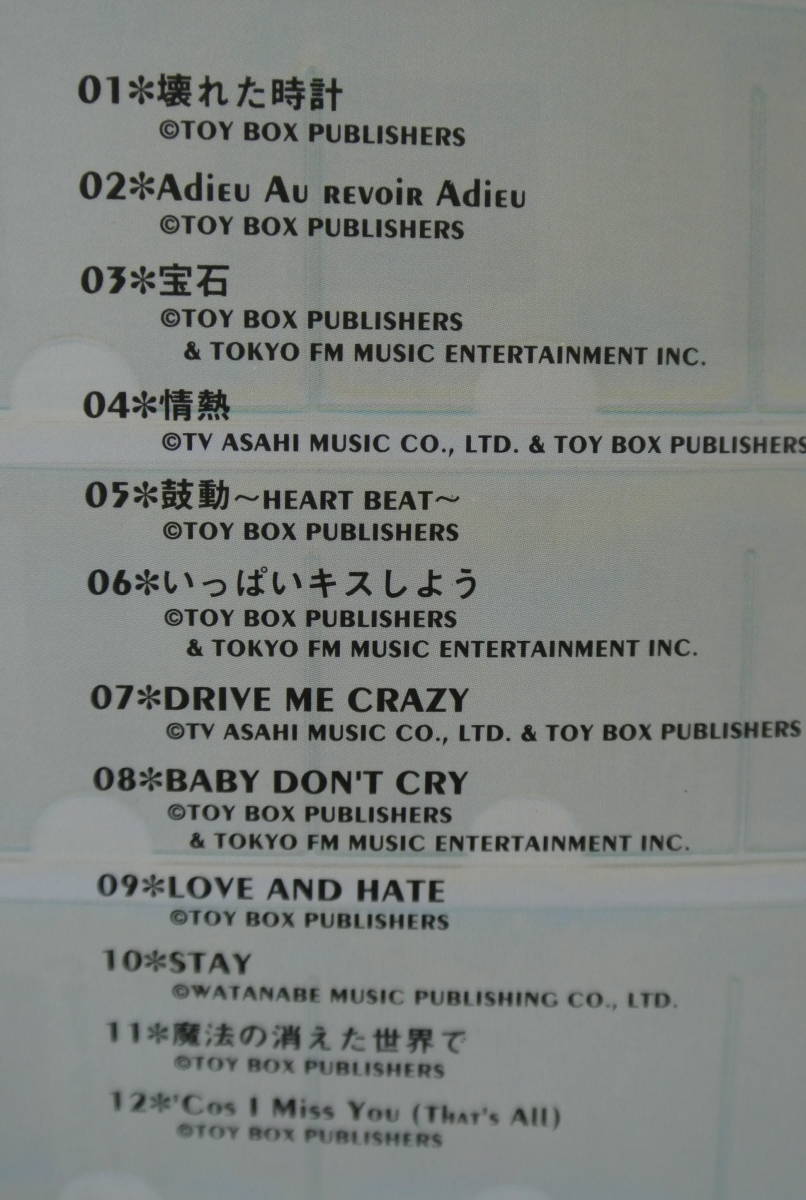 01*壊れた時計
©TOY BOX PUBLISHERS
02*Adieu Au revoir Adieu
©TOY BOX PUBLISHERS
03*宝石
©TOY BOX PUBLISHERS
& TOKYO FM MUSIC ENTERTAINMENT INC.
04*情熱
©TV ASAHI MUSIC CO., LTD. & TOY BOX PUBLISHERS
05*鼓動〜HEART BEAT〜
©TOY BOX PUBLISHERS
06*いっぱいキスしよう
©TOY BOX PUBLISHERS
& TOKYO FM MUSIC ENTERTAINMENT INC.
07*DRIVE ME CRAZY
©TV ASAHI MUSIC CO., LTD. & TOY BOX PUBLISHERS
08*BABY DON'T CRY
©TOY BOX PUBLISHERS
& TOKYO FM MUSIC ENTERTAINMENT INC.
09*LOVE AND HATE
©TOY BOX PUBLISHERS
10*STAY
©WATANABE MUSIC PUBLISHING CO., LTD.
11*魔法の消えた世界で
©TOY BOX PUBLISHERS
12*'Cos I Miss You (That's All)
©TOY BOX PUBLISHERS